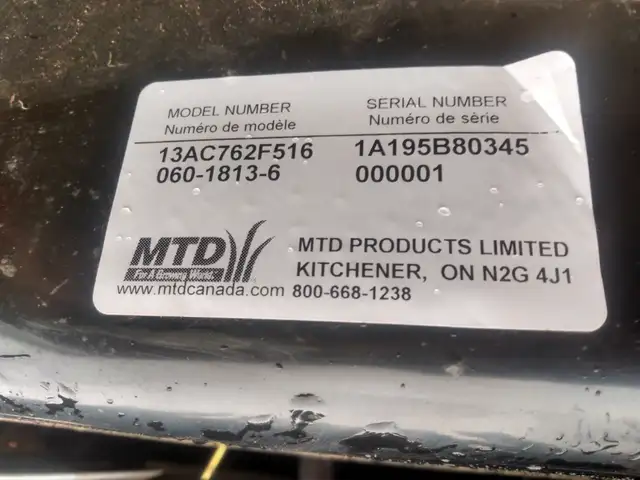 MODEL NUMBER
Numéro de modèle
SERIAL NUMBER
Numéro de série
13AC762F516
060-1813-6
1A195B80345
000001
MTD
For A Growing World.
www.mtdcanada.com 800-668-1238
MTD PRODUCTS LIMITED
KITCHENER, ON N2G 4J1